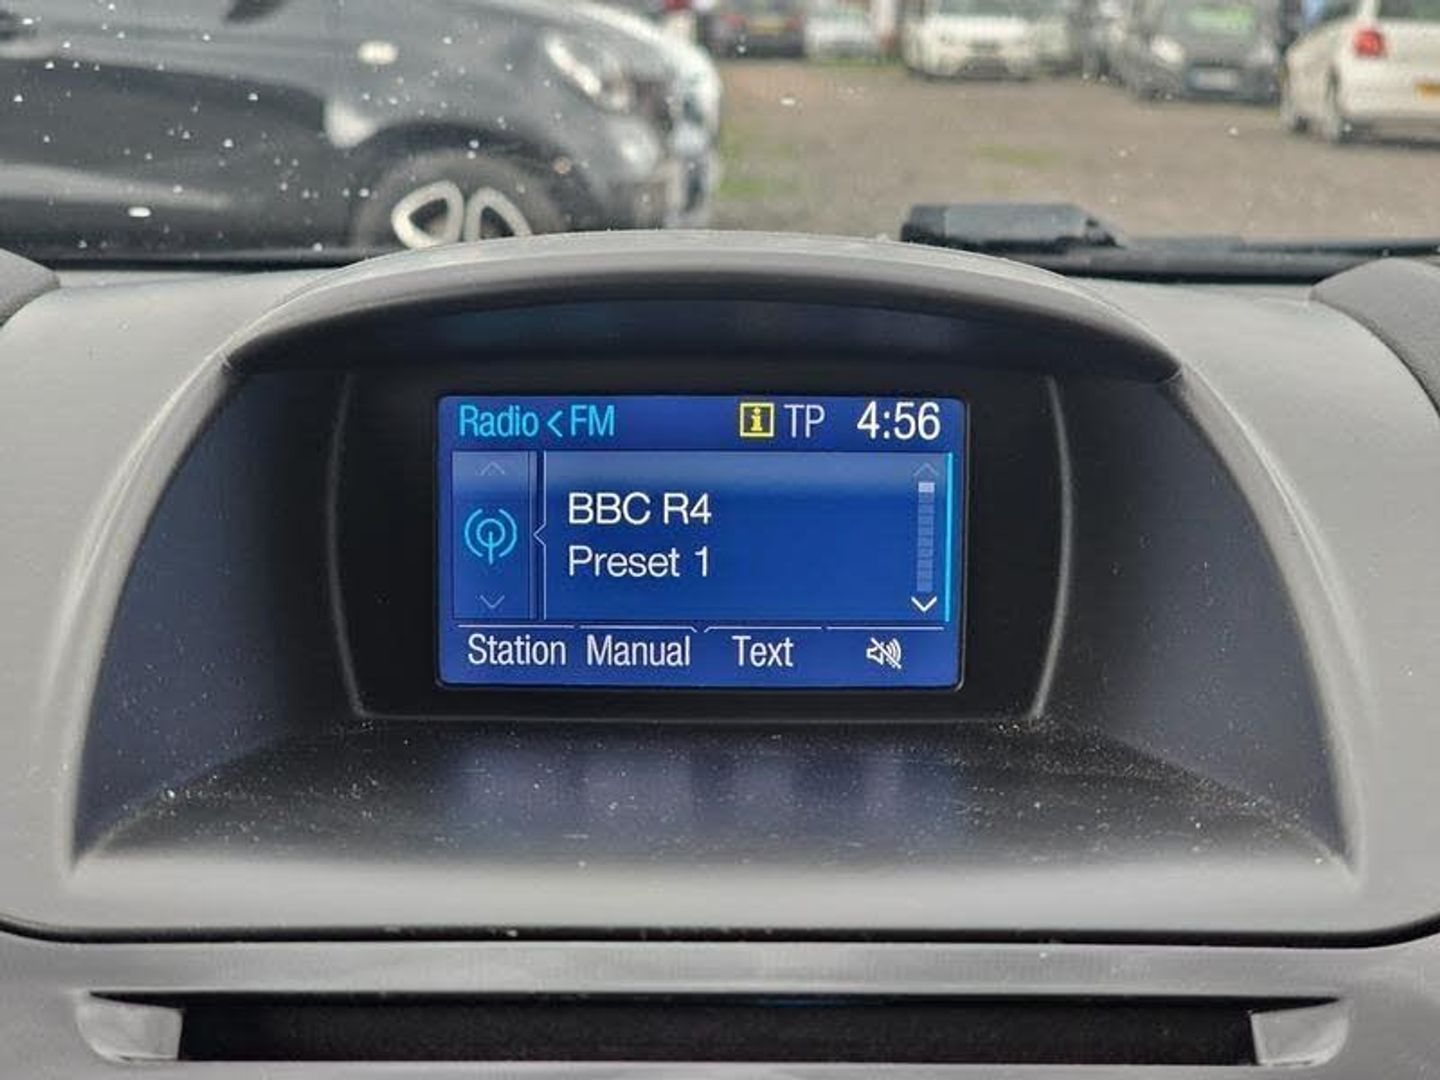 Radio < FM i TP 4:56
BBC R4
Preset 1
Station Manual Text